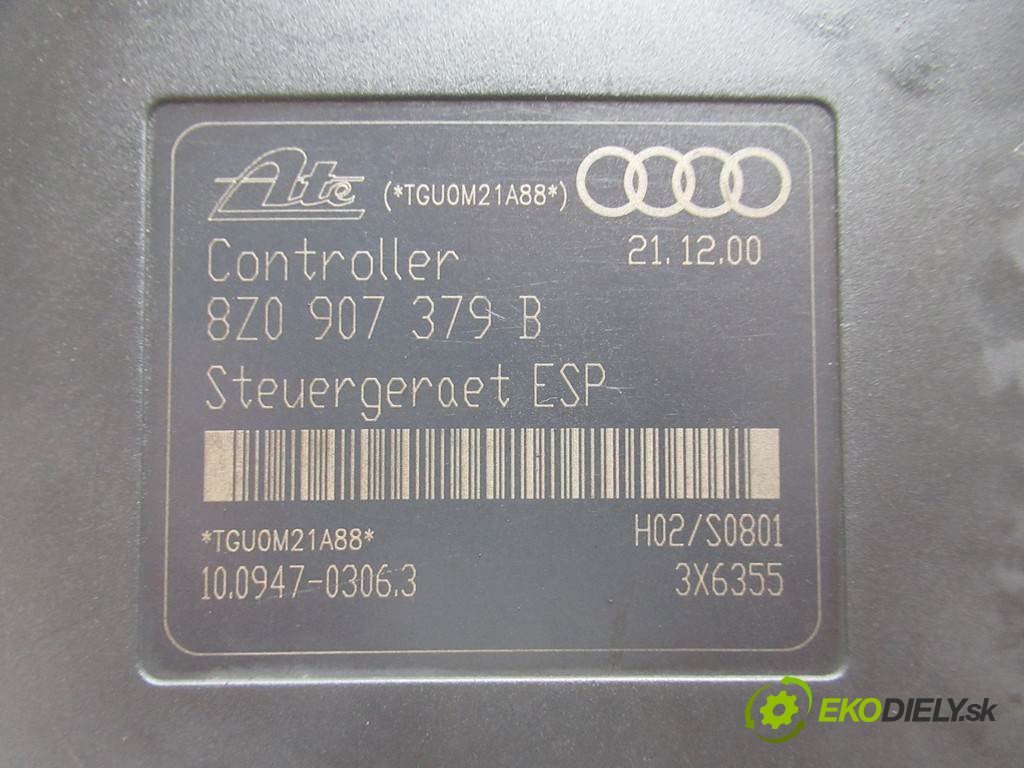 Ate (*TGU0M21A88*)
Controller 21.12.00
8Z0 907 379 B
Steuergeraet ESP
*TGU0M21A88* H02/S0801
10.0947-0306.3 3X6355
EKODIELY.sk